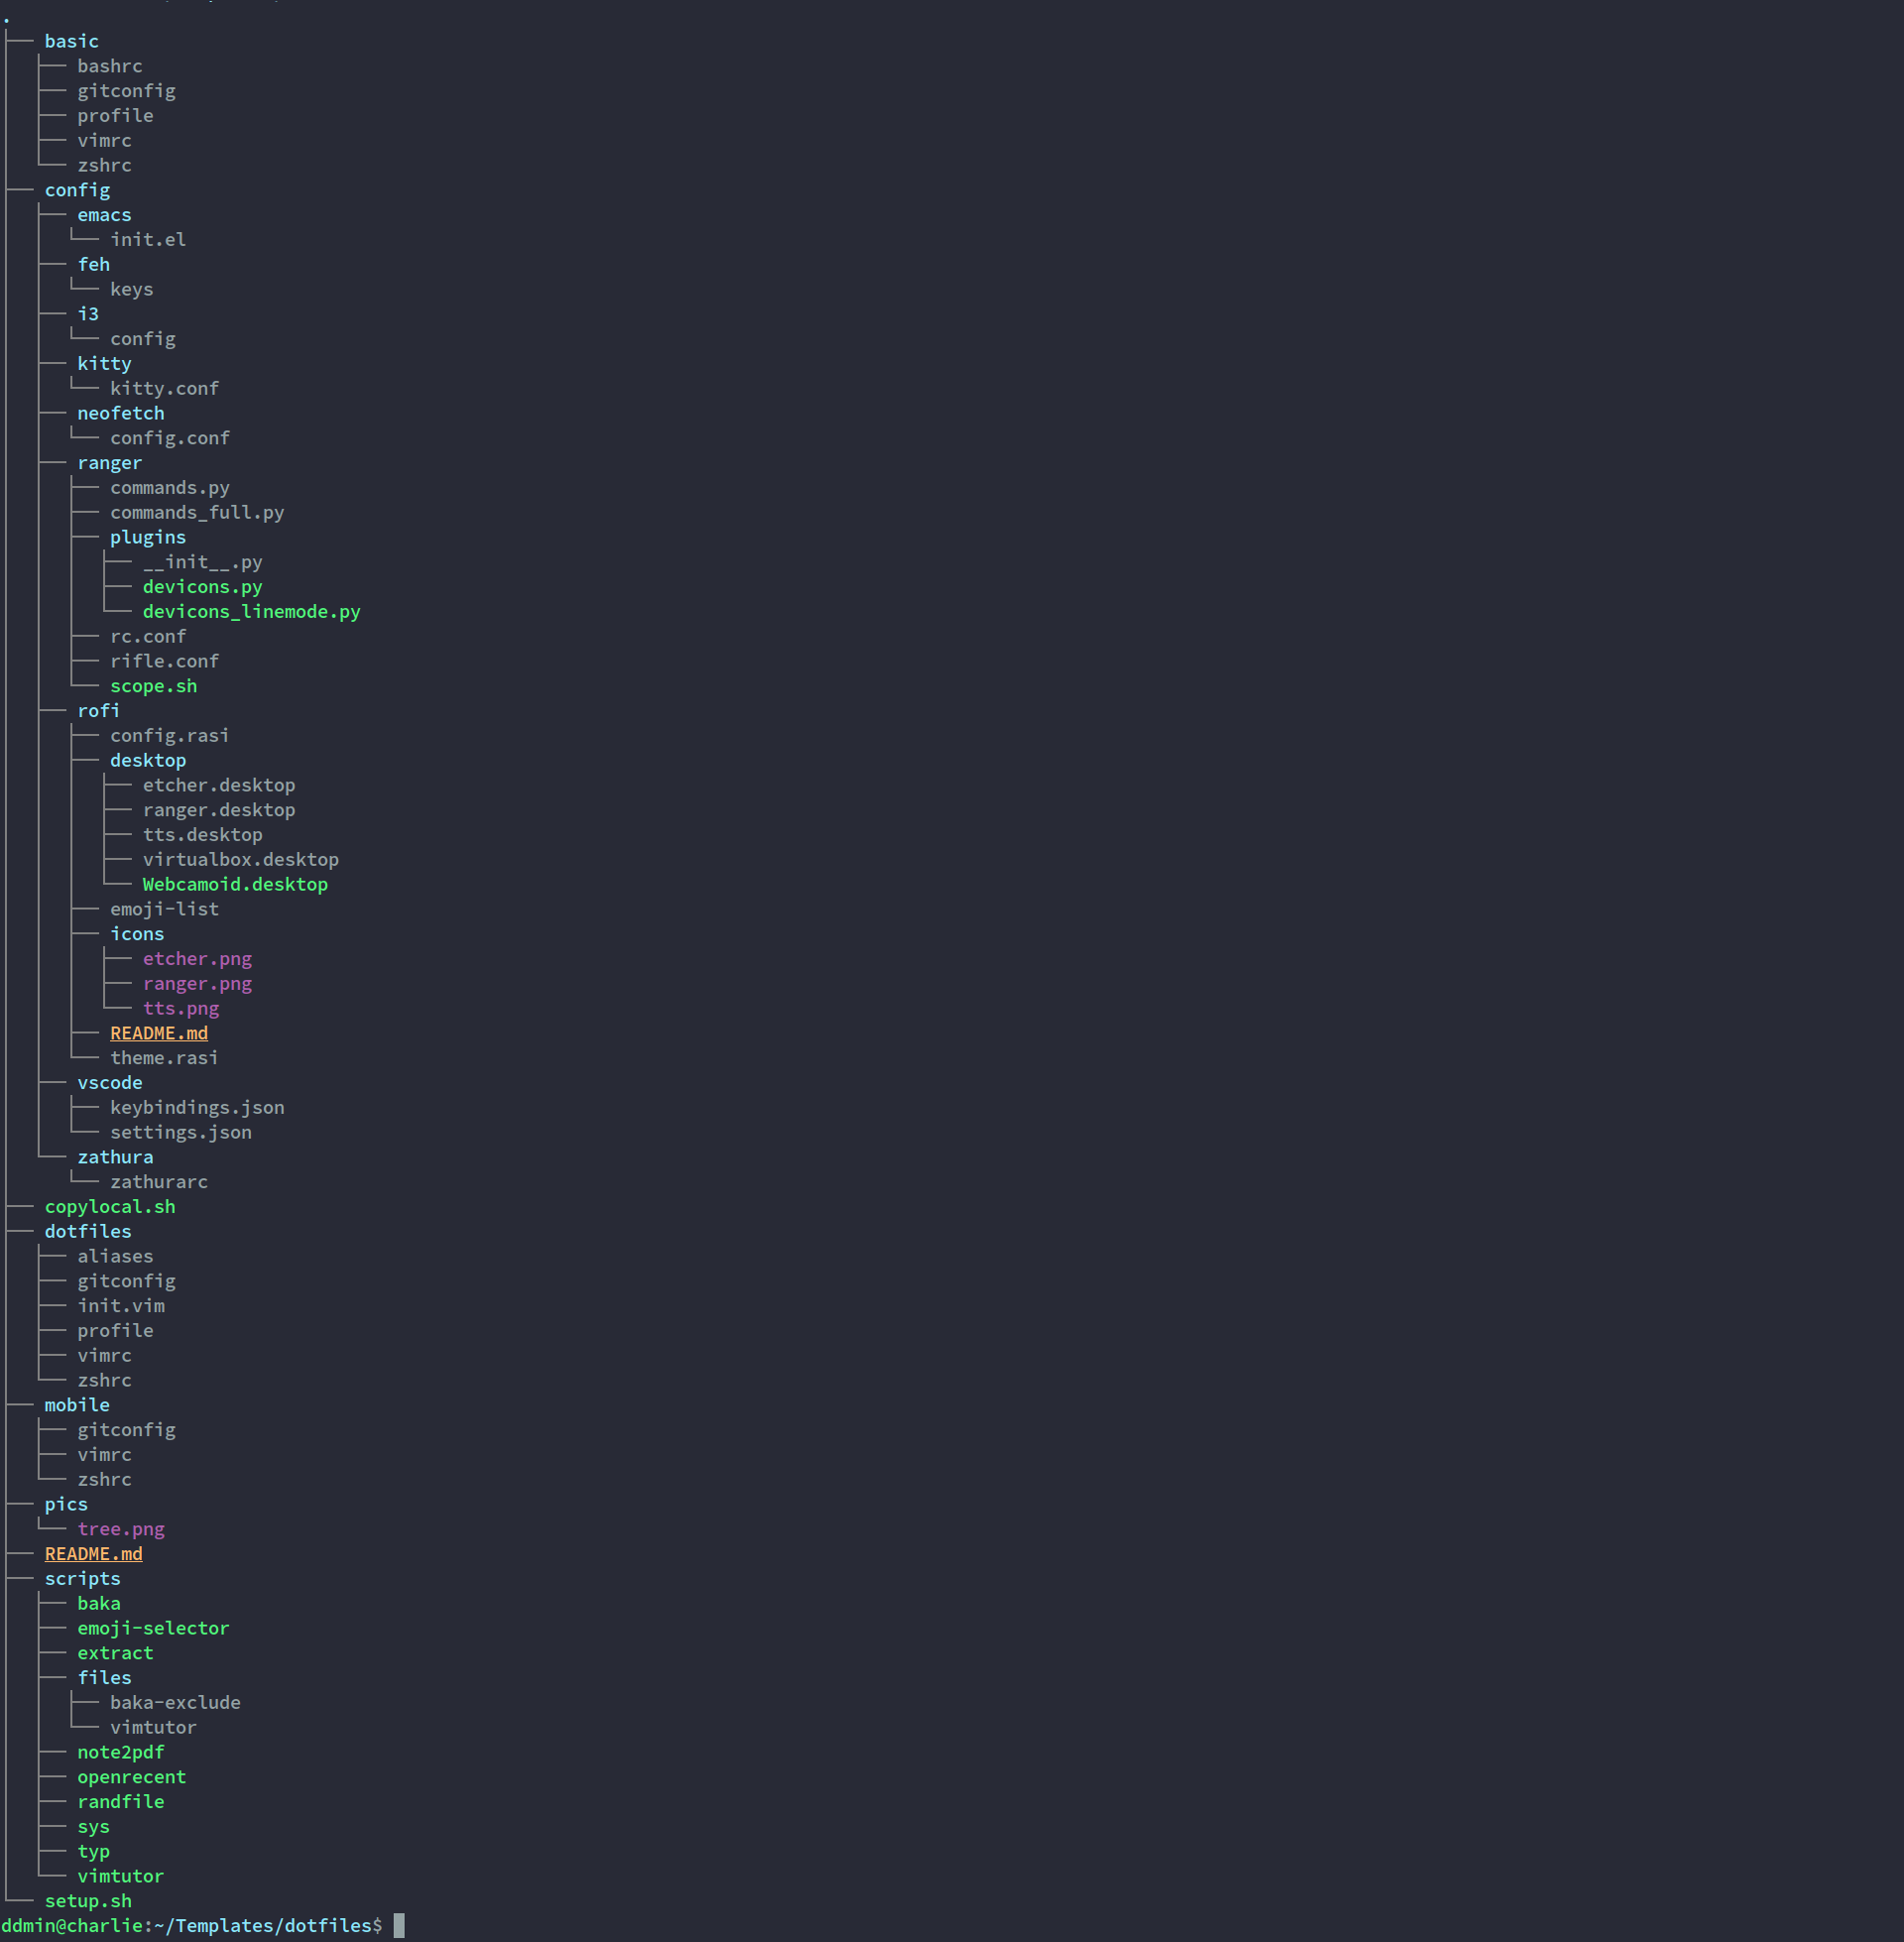 .
├── basic
│   ├── bashrc
│   ├── gitconfig
│   ├── profile
│   ├── vimrc
│   └── zshrc
├── config
│   ├── emacs
│   │   └── init.el
│   ├── feh
│   │   └── keys
│   ├── i3
│   │   └── config
│   ├── kitty
│   │   └── kitty.conf
│   ├── neofetch
│   │   └── config.conf
│   ├── ranger
│   │   ├── commands.py
│   │   ├── commands_full.py
│   │   ├── plugins
│   │   │   ├── __init__.py
│   │   │   ├── devicons.py
│   │   │   └── devicons_linemode.py
│   │   ├── rc.conf
│   │   ├── rifle.conf
│   │   └── scope.sh
│   ├── rofi
│   │   ├── config.rasi
│   │   ├── desktop
│   │   │   ├── etcher.desktop
│   │   │   ├── ranger.desktop
│   │   │   ├── tts.desktop
│   │   │   ├── virtualbox.desktop
│   │   │   └── Webcamoid.desktop
│   │   ├── emoji-list
│   │   ├── icons
│   │   │   ├── etcher.png
│   │   │   ├── ranger.png
│   │   │   └── tts.png
│   │   ├── README.md
│   │   └── theme.rasi
│   ├── vscode
│   │   ├── keybindings.json
│   │   └── settings.json
│   └── zathura
│       └── zathurarc
├── copylocal.sh
├── dotfiles
│   ├── aliases
│   ├── gitconfig
│   ├── init.vim
│   ├── profile
│   ├── vimrc
│   └── zshrc
├── mobile
│   ├── gitconfig
│   ├── vimrc
│   └── zshrc
├── pics
│   └── tree.png
├── README.md
├── scripts
│   ├── baka
│   ├── emoji-selector
│   ├── extract
│   ├── files
│   │   ├── baka-exclude
│   │   └── vimtutor
│   ├── note2pdf
│   ├── openrecent
│   ├── randfile
│   ├── sys
│   ├── typ
│   └── vimtutor
└── setup.sh
ddmin@charlie:~/Templates/dotfiles$